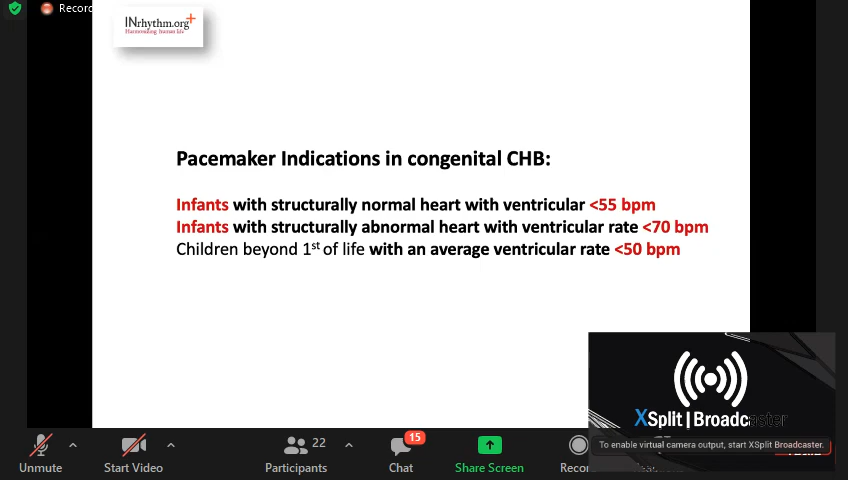 Recor
INrhythm.org
Harmonising human life
Pacemaker Indications in congenital CHB:
Infants with structurally normal heart with ventricular <55 bpm
Infants with structurally abnormal heart with ventricular rate <70 bpm
Children beyond 1st of life with an average ventricular rate <50 bpm
XSplit | Broadcaster
To enable virtual camera output, start XSplit Broadcaster.
22
15
Unmute
Start Video
Participants
Chat
Share Screen
Recor